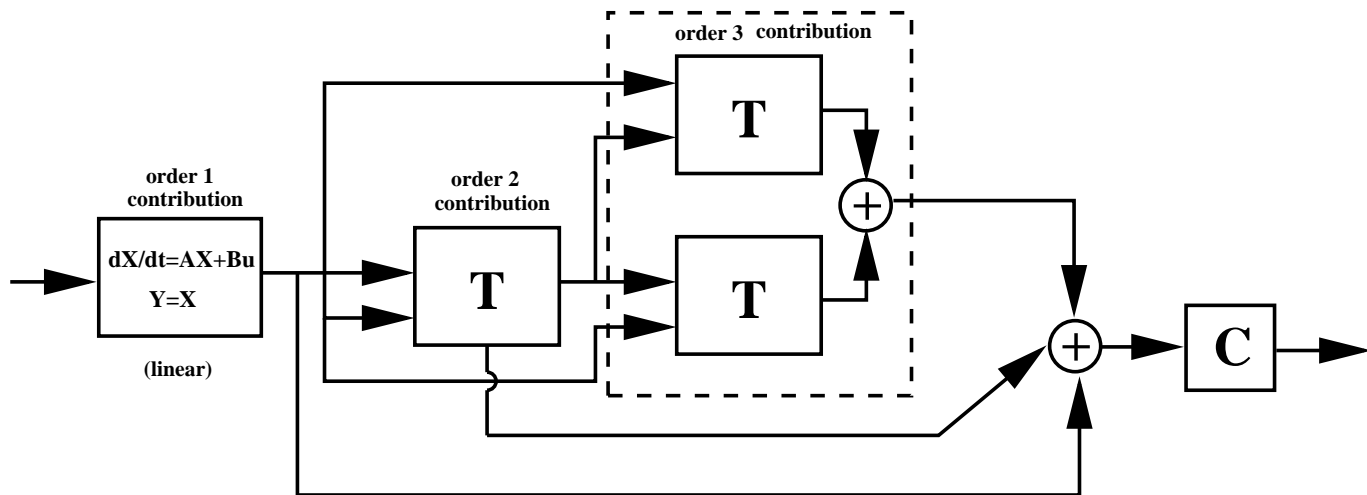 order 3 contribution
T
order 1
contribution
order 2
contribution
dX/dt=AX+Bu
Y=X
T
T
+
+
C
(linear)